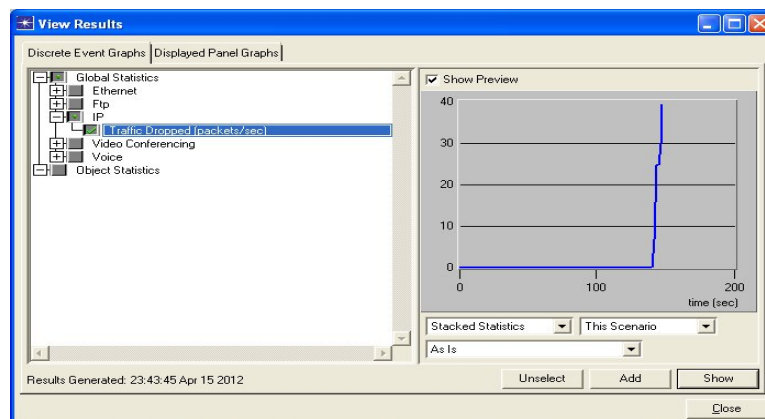 View Results
Discrete Event Graphs
Displayed Panel Graphs
Global Statistics
Ethernet
Ftp
IP
Traffic Dropped (packets/sec)
Video Conferencing
Voice
Object Statistics
Show Preview
40
30
20
10
0
0 100 200
time (sec)
Stacked Statistics
This Scenario
As Is
Results Generated: 23:43:45 Apr 15 2012
Unselect
Add
Show
Close